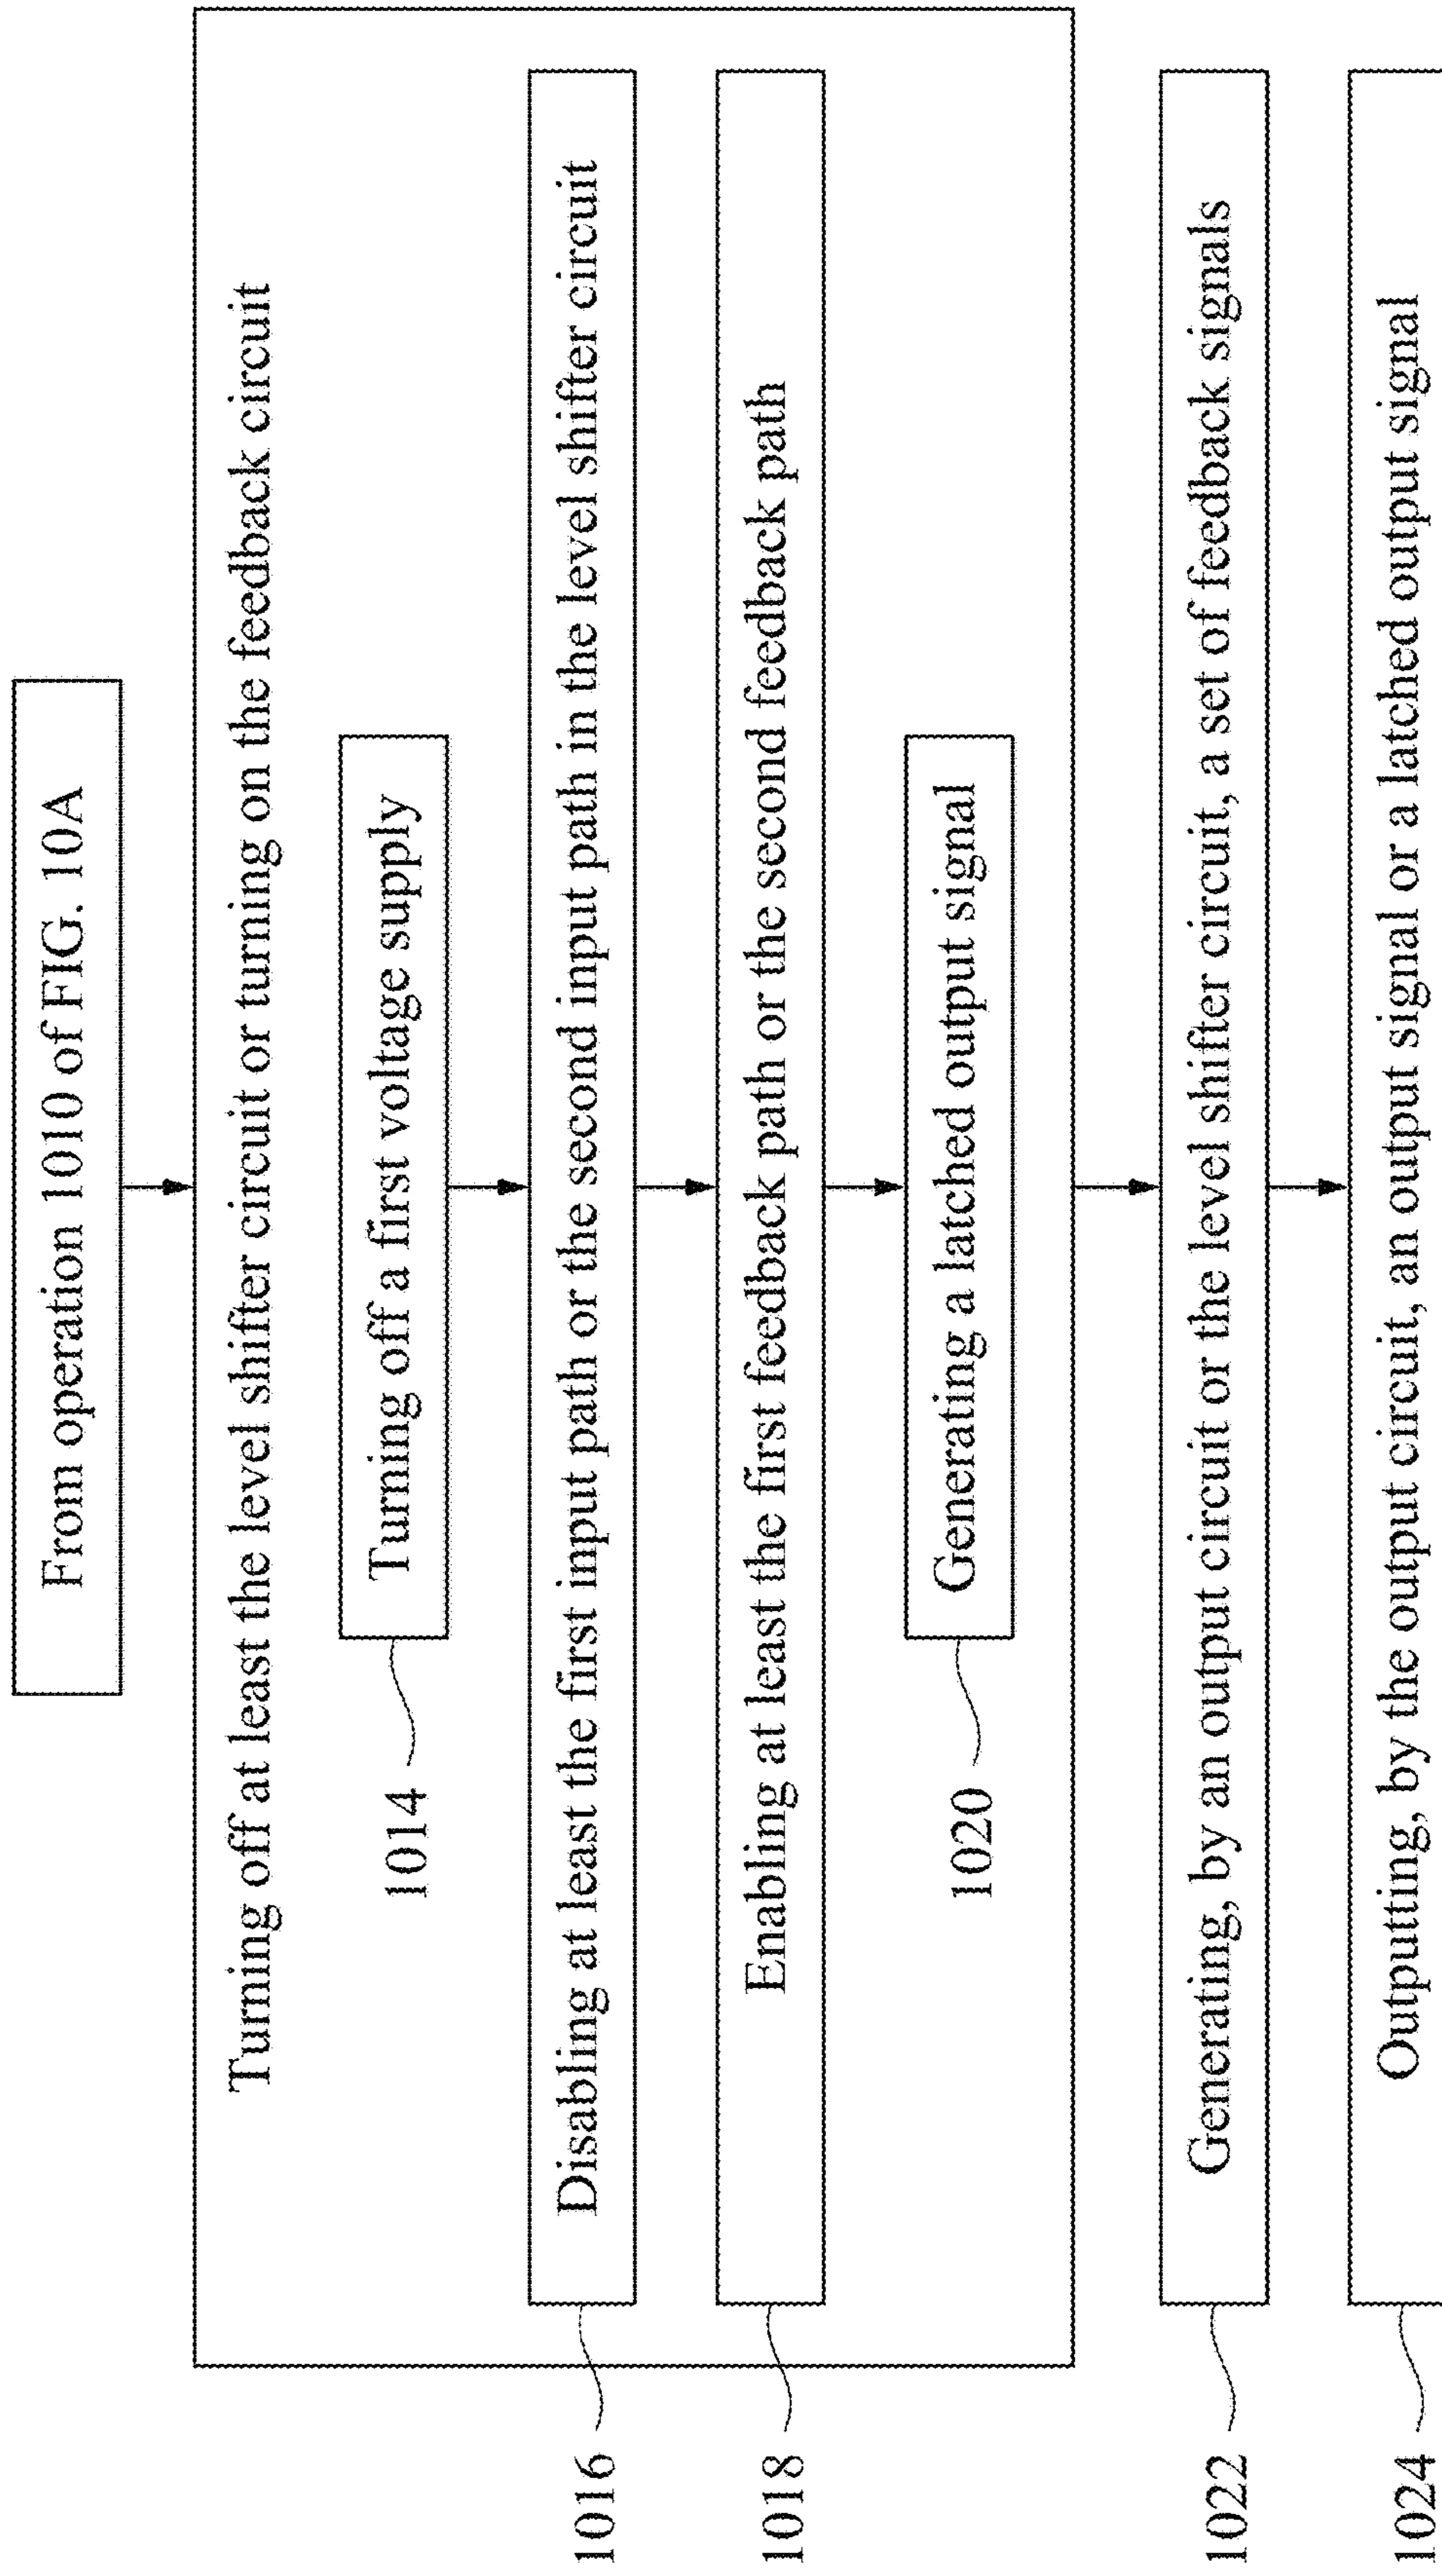 From operation 1010 of FIG. 10A
Turning off at least the level shifter circuit or turning on the feedback circuit
Turning off a first voltage supply
1014
Disabling at least the first input path or the second input path in the level shifter circuit
1016
Enabling at least the first feedback path or the second feedback path
1018
Generating a latched output signal
1020
Generating, by an output circuit or the level shifter circuit, a set of feedback signals
1022
Outputting, by the output circuit, an output signal or a latched output signal
1024